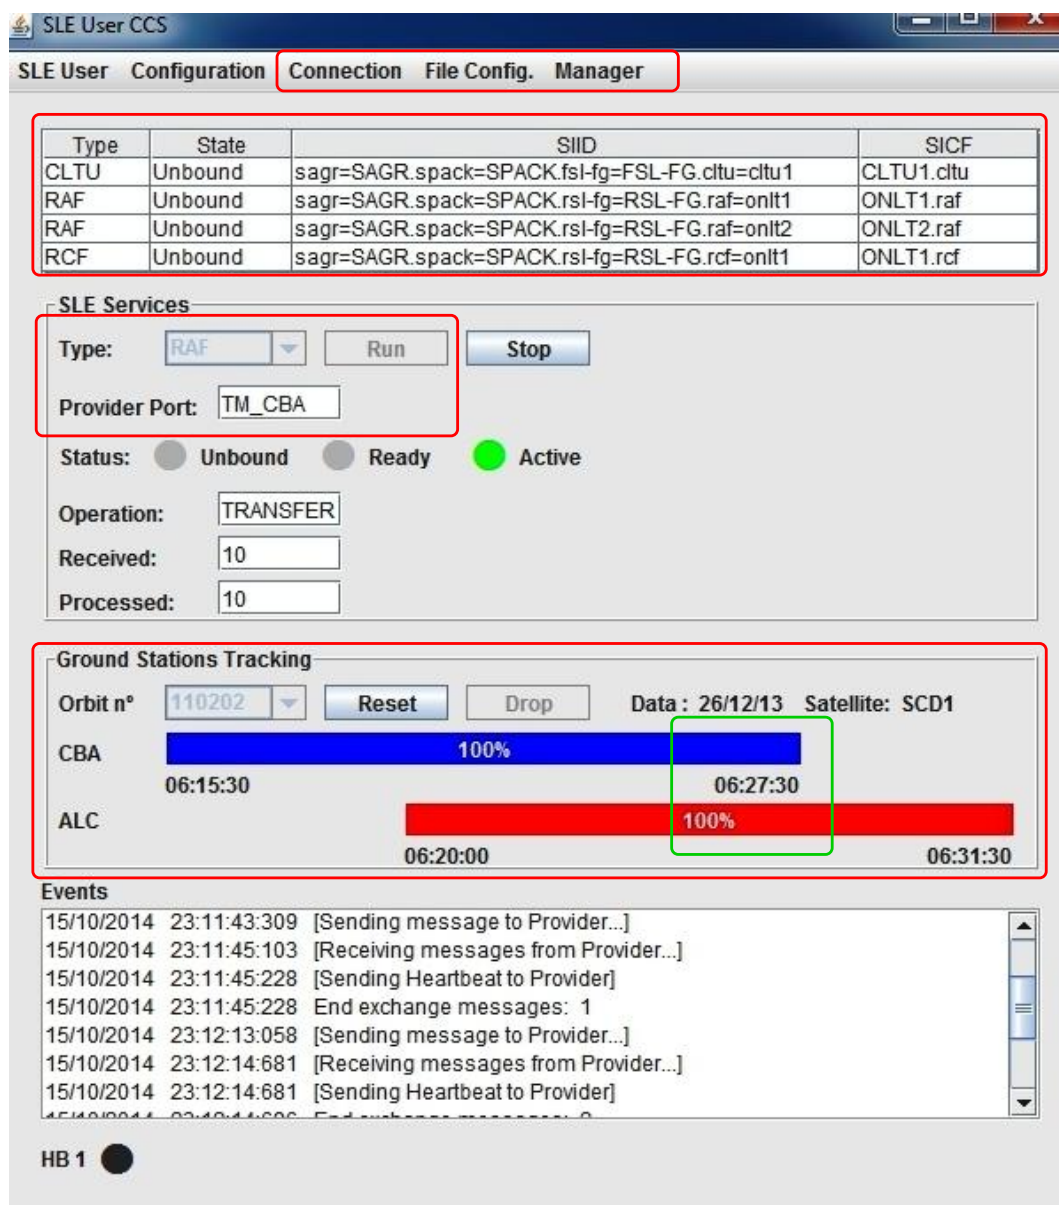 SLE User CCS
SLE User Configuration Connection File Config. Manager
Type State SIID SICF
CLTU Unbound sagr=SAGR.spack=SPACK.fsl-fg=FSL-FG.cltu=cltu1 CLTU1.cltu
RAF Unbound sagr=SAGR.spack=SPACK.rsl-fg=RSL-FG.raf=onlt1 ONLT1.raf
RAF Unbound sagr=SAGR.spack=SPACK.rsl-fg=RSL-FG.raf=onlt2 ONLT2.raf
RCF Unbound sagr=SAGR.spack=SPACK.rsl-fg=RSL-FG.rcf=onlt1 ONLT1.rcf
SLE Services
Type: RAF Run Stop
Provider Port: TM_CBA
Status: Unbound Ready Active
Operation: TRANSFER
Received: 10
Processed: 10
Ground Stations Tracking
Orbit nº 110202 Reset Drop Data : 26/12/13 Satellite: SCD1
CBA 100%
06:15:30 06:27:30
ALC 100%
06:20:00 06:31:30
Events
15/10/2014 23:11:43:309 [Sending message to Provider...]
15/10/2014 23:11:45:103 [Receiving messages from Provider...]
15/10/2014 23:11:45:228 [Sending Heartbeat to Provider]
15/10/2014 23:11:45:228 End exchange messages: 1
15/10/2014 23:12:13:058 [Sending message to Provider...]
15/10/2014 23:12:14:681 [Receiving messages from Provider...]
15/10/2014 23:12:14:681 [Sending Heartbeat to Provider]
HB 1